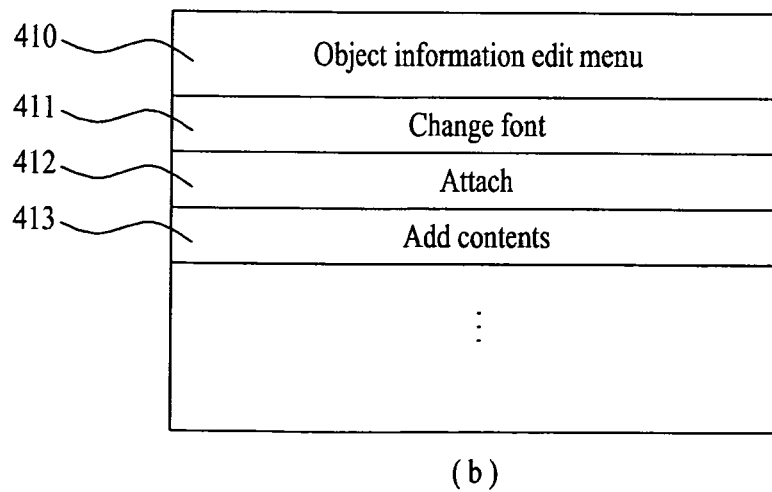 410 Object information edit menu
411 Change font
412 Attach
413 Add contents
⋮
(b)